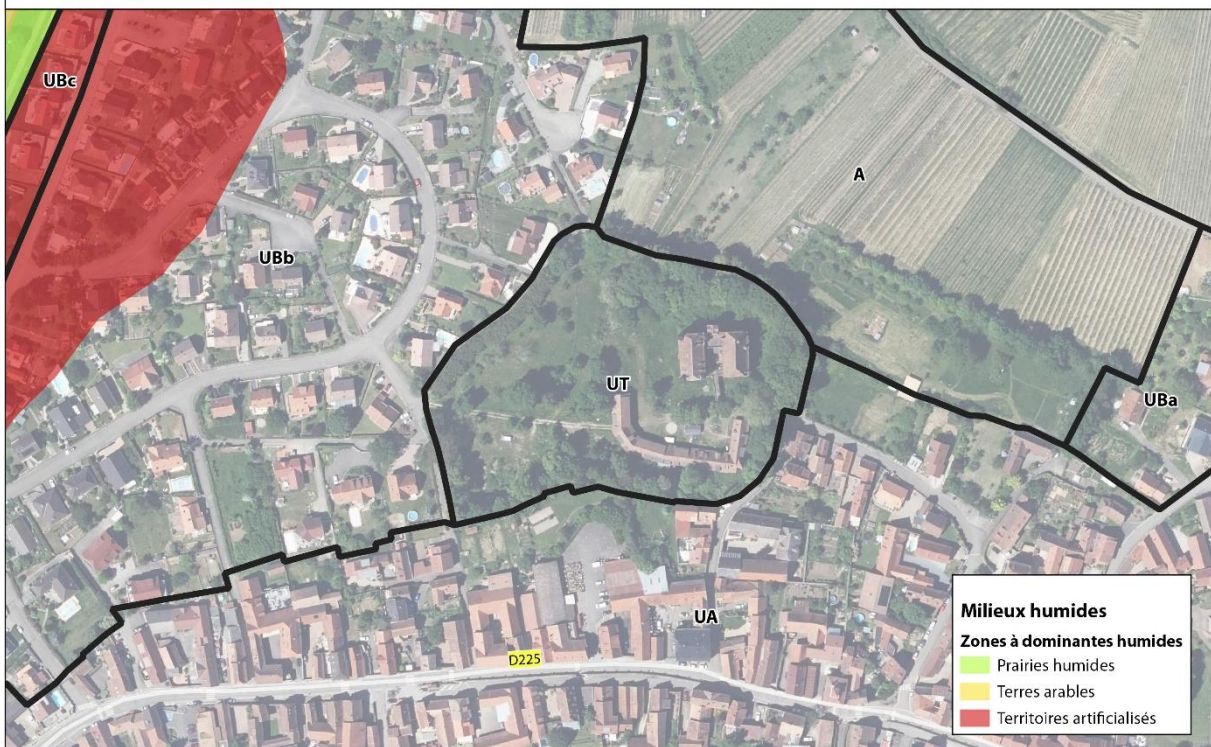 UBc
A
UBb
UT
UBa
UA
D225
Milieux humides
Zones à dominantes humides
Prairies humides
Terres arables
Territoires artificialisés